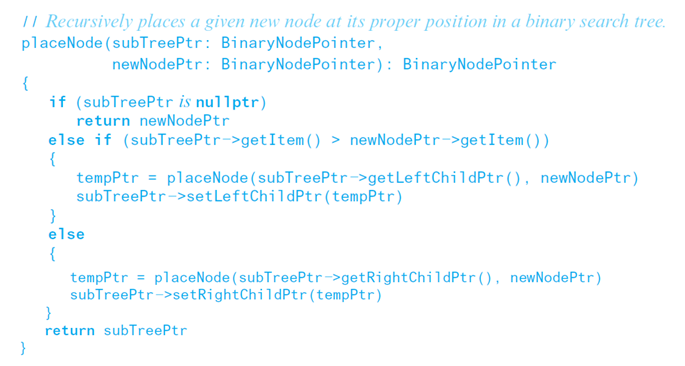 // Recursively places a given new node at its proper position in a binary search tree.
placeNode(subTreePtr: BinaryNodePointer,
          newNodePtr: BinaryNodePointer): BinaryNodePointer
{
   if (subTreePtr is nullptr)
      return newNodePtr
   else if (subTreePtr->getItem() > newNodePtr->getItem())
   {
      tempPtr = placeNode(subTreePtr->getLeftChildPtr(), newNodePtr)
      subTreePtr->setLeftChildPtr(tempPtr)
   }
   else
   {
      tempPtr = placeNode(subTreePtr->getRightChildPtr(), newNodePtr)
      subTreePtr->setRightChildPtr(tempPtr)
   }
   return subTreePtr
}